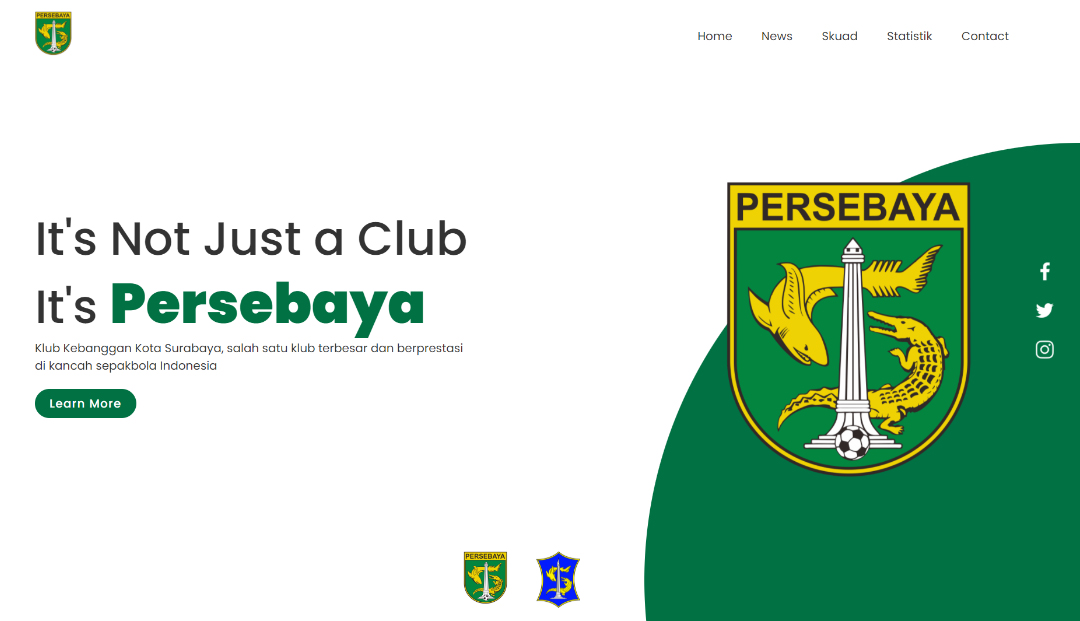 PERSEBAYA
Home
News
Skuad
Statistik
Contact
It's Not Just a Club
It's Persebaya
Klub Kebanggan Kota Surabaya, salah satu klub terbesar dan berprestasi
di kancah sepakbola Indonesia
Learn More
PERSEBAYA
PERSEBAYA